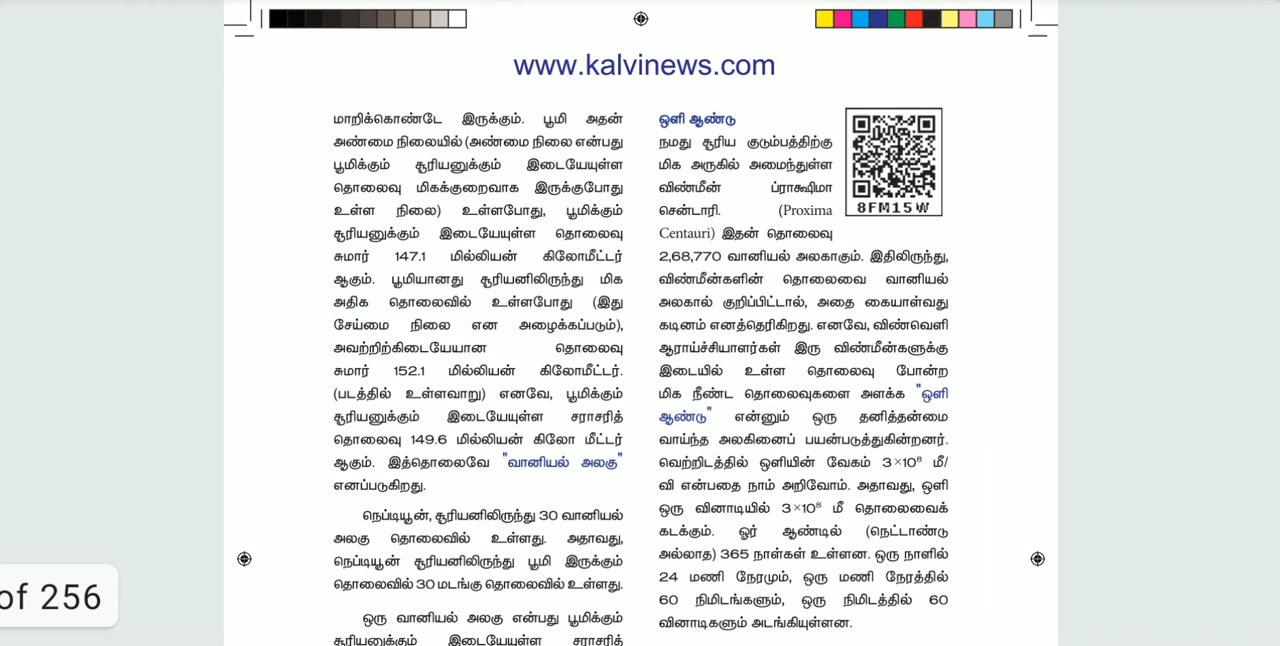 www.kalvinews.com
மாறிக்கொண்டே இருக்கும். பூமி அதன்
அண்மை நிலையில் (அண்மை நிலை என்பது
பூமிக்கும் சூரியனுக்கும் இடையேயுள்ள
தொலைவு மிகக்குறைவாக இருக்குபோது
உள்ள நிலை) உள்ளபோது, பூமிக்கும்
சூரியனுக்கும் இடையேயுள்ள தொலைவு
சுமார் 147.1 மில்லியன் கிலோமீட்டர்
ஆகும். பூமியானது சூரியனிலிருந்து மிக
அதிக தொலைவில் உள்ளபோது (இது
சேய்மை நிலை என அழைக்கப்படும்),
அவற்றிற்கிடையேயான தொலைவு
சுமார் 152.1 மில்லியன் கிலோமீட்டர்.
(படத்தில் உள்ளவாறு) எனவே, பூமிக்கும்
சூரியனுக்கும் இடையேயுள்ள சராசரித்
தொலைவு 149.6 மில்லியன் கிலோ மீட்டர்
ஆகும். இத்தொலைவே "வானியல் அலகு"
எனப்படுகிறது.
நெப்டியூன், சூரியனிலிருந்து 30 வானியல்
அலகு தொலைவில் உள்ளது. அதாவது,
நெப்டியூன் சூரியனிலிருந்து பூமி இருக்கும்
தொலைவில் 30 மடங்கு தொலைவில் உள்ளது.
ஒரு வானியல் அலகு என்பது பூமிக்கும்
சூரியனுக்கும் இடையேயுள்ள சராசரித்
ஒளி ஆண்டு
நமது சூரிய குடும்பத்திற்கு
மிக அருகில் அமைந்துள்ள
விண்மீன் ப்ராக்ஷிமா
சென்டாரி. (Proxima
Centauri) இதன் தொலைவு
8FM15W
2,68,770 வானியல் அலகாகும். இதிலிருந்து,
விண்மீன்களின் தொலைவை வானியல்
அலகால் குறிப்பிட்டால், அதை கையாள்வது
கடினம் எனத்தெரிகிறது. எனவே, விண்வெளி
ஆராய்ச்சியாளர்கள் இரு விண்மீன்களுக்கு
இடையில் உள்ள தொலைவு போன்ற
மிக நீண்ட தொலைவுகளை அளக்க "ஒளி
ஆண்டு" என்னும் ஒரு தனித்தன்மை
வாய்ந்த அலகினைப் பயன்படுத்துகின்றனர்.
வெற்றிடத்தில் ஒளியின் வேகம் 3×10⁸ மீ/
வி என்பதை நாம் அறிவோம். அதாவது, ஒளி
ஒரு வினாடியில் 3×10⁸ மீ தொலைவைக்
கடக்கும். ஓர் ஆண்டில் (நெட்டாண்டு
அல்லாத) 365 நாள்கள் உள்ளன. ஒரு நாளில்
24 மணி நேரமும், ஒரு மணி நேரத்தில்
60 நிமிடங்களும், ஒரு நிமிடத்தில் 60
வினாடிகளும் அடங்கியுள்ளன.
of 256